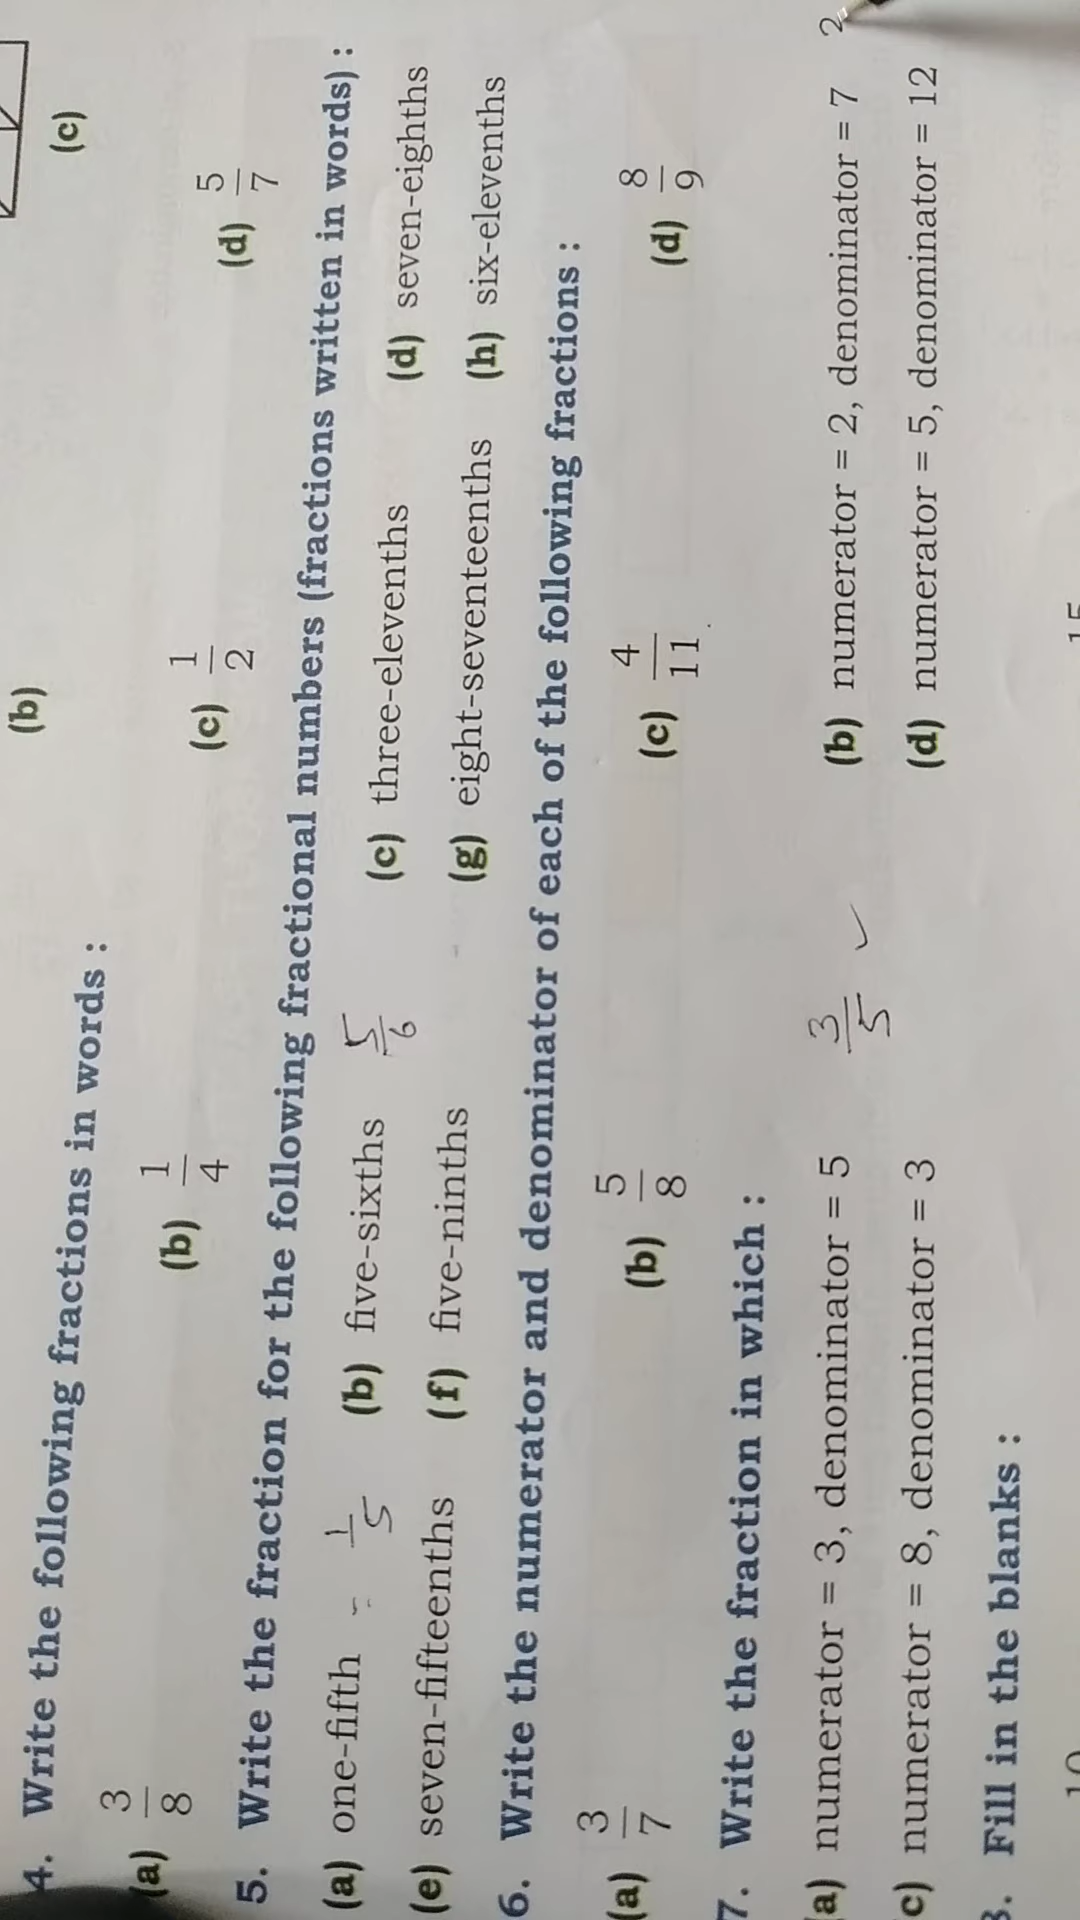 (b) (c)
4. Write the following fractions in words :
(a) 3/8 (b) 1/4 (c) 1/2 (d) 5/7
5. Write the fraction for the following fractional numbers (fractions written in words) :
(a) one-fifth = 1/5 (b) five-sixths 5/6 (c) three-elevenths (d) seven-eighths
(e) seven-fifteenths (f) five-ninths (g) eight-seventeenths (h) six-elevenths
6. Write the numerator and denominator of each of the following fractions :
(a) 3/7 (b) 5/8 (c) 4/11 (d) 8/9
7. Write the fraction in which :
(a) numerator = 3, denominator = 5 3/5 ✓ (b) numerator = 2, denominator = 7 2
(c) numerator = 8, denominator = 3 (d) numerator = 5, denominator = 12
Fill in the blanks :